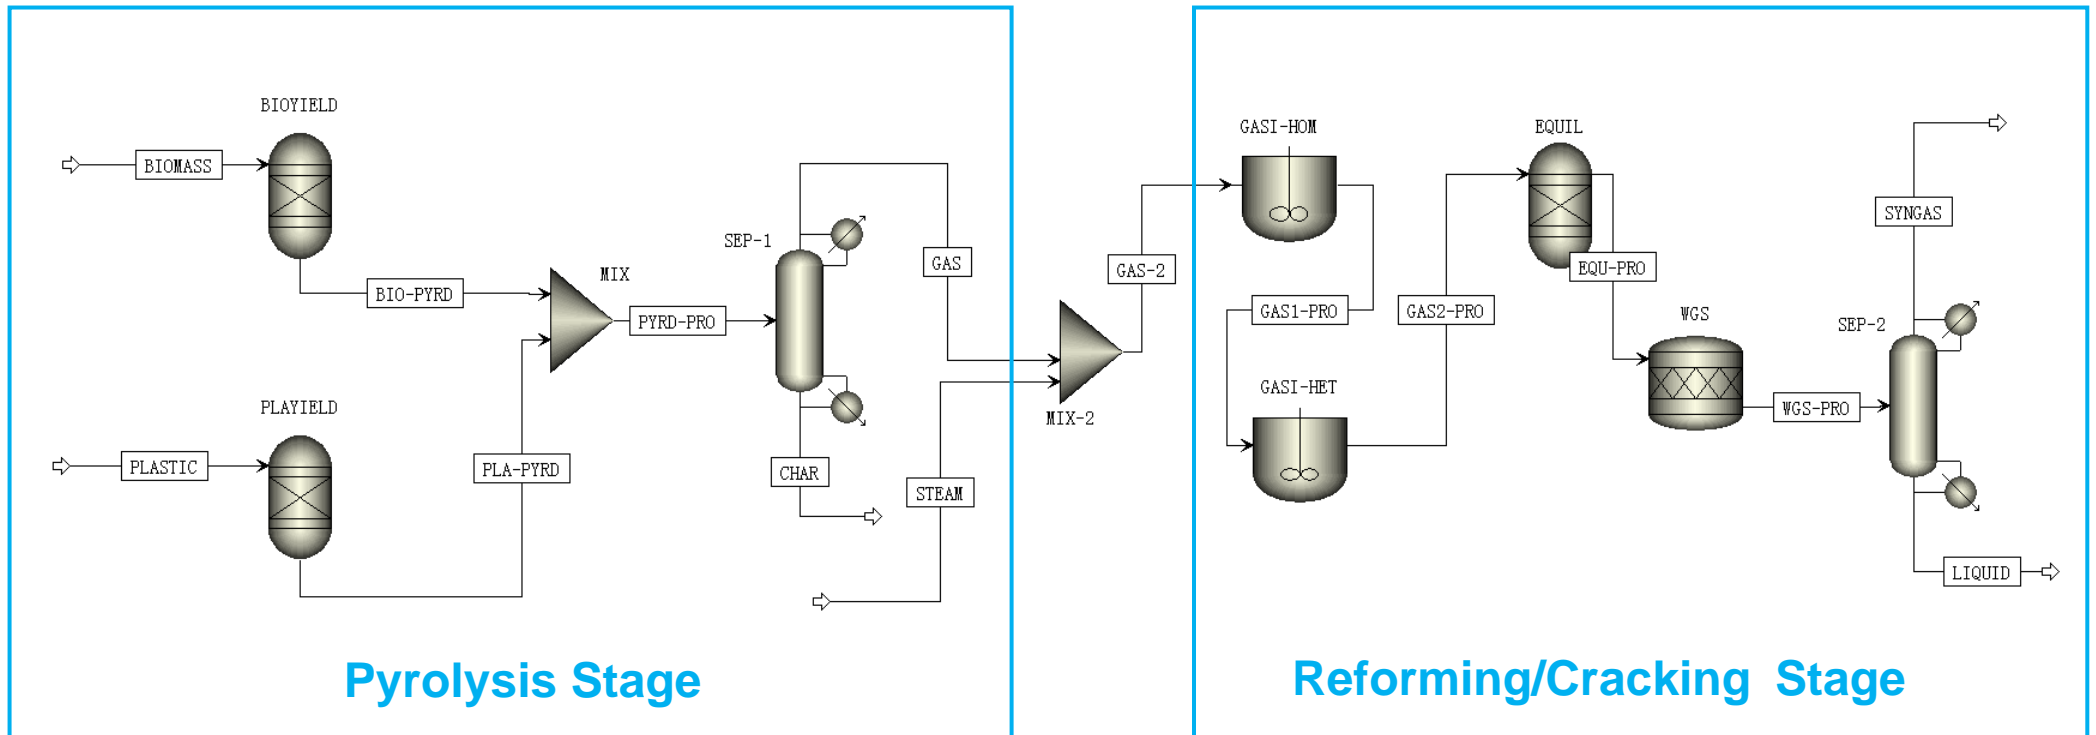 BIOYIELD
BIOMASS
BIO-PYRD
MIX
PLAYIELD
PLASTIC
PLA-PYRD
PYRD-PRO
SEP-1
GAS
CHAR
STEAM
Pyrolysis Stage
MIX-2
GAS-2
GASI-HOM
GAS1-PRO
GASI-HET
GAS2-PRO
EQUIL
EQU-PRO
WGS
WGS-PRO
SEP-2
SYNGAS
LIQUID
Reforming/Cracking Stage